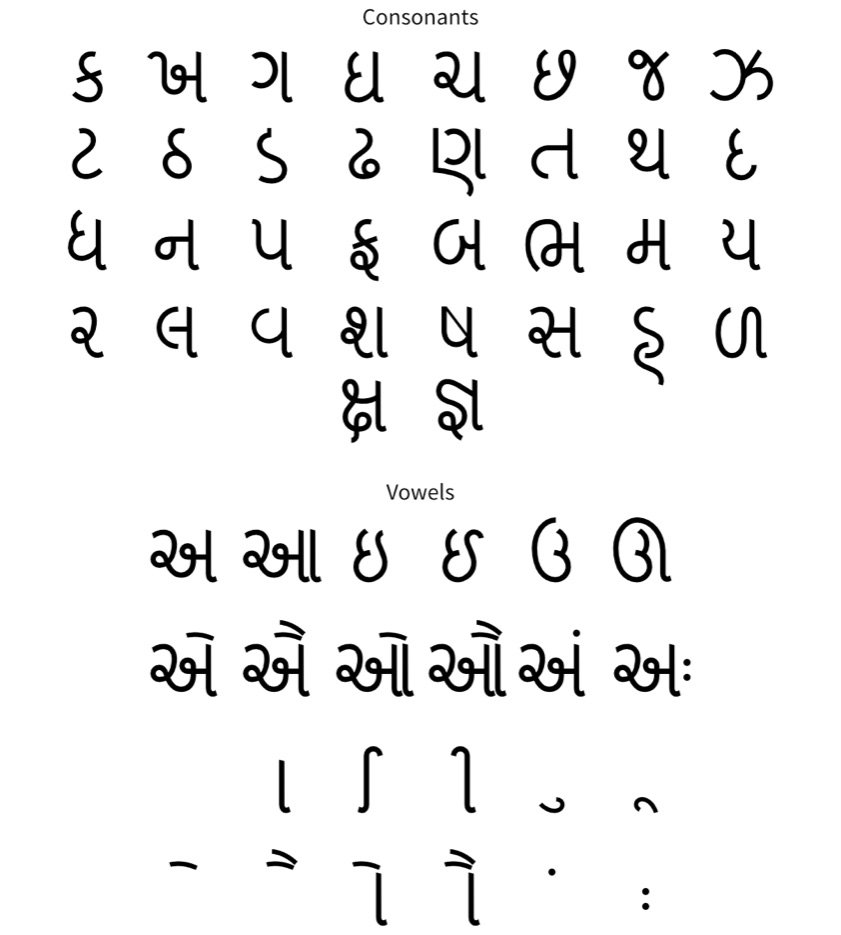 Consonants
ક ખ ગ ઘ ચ છ જ ઝ
ટ ઠ ડ ઢ ણ ત થ દ
ધ ન પ ફ બ ભ મ ય
ર લ વ શ ષ સ હ ળ
ક્ષ જ્ઞ
Vowels
અ આ ઇ ઈ ઉ ઊ
એ ઐ ઓ ઔ અં અઃ
ા િ ી ુ ૂ
ે ૈ ો ૌ ં ઃ